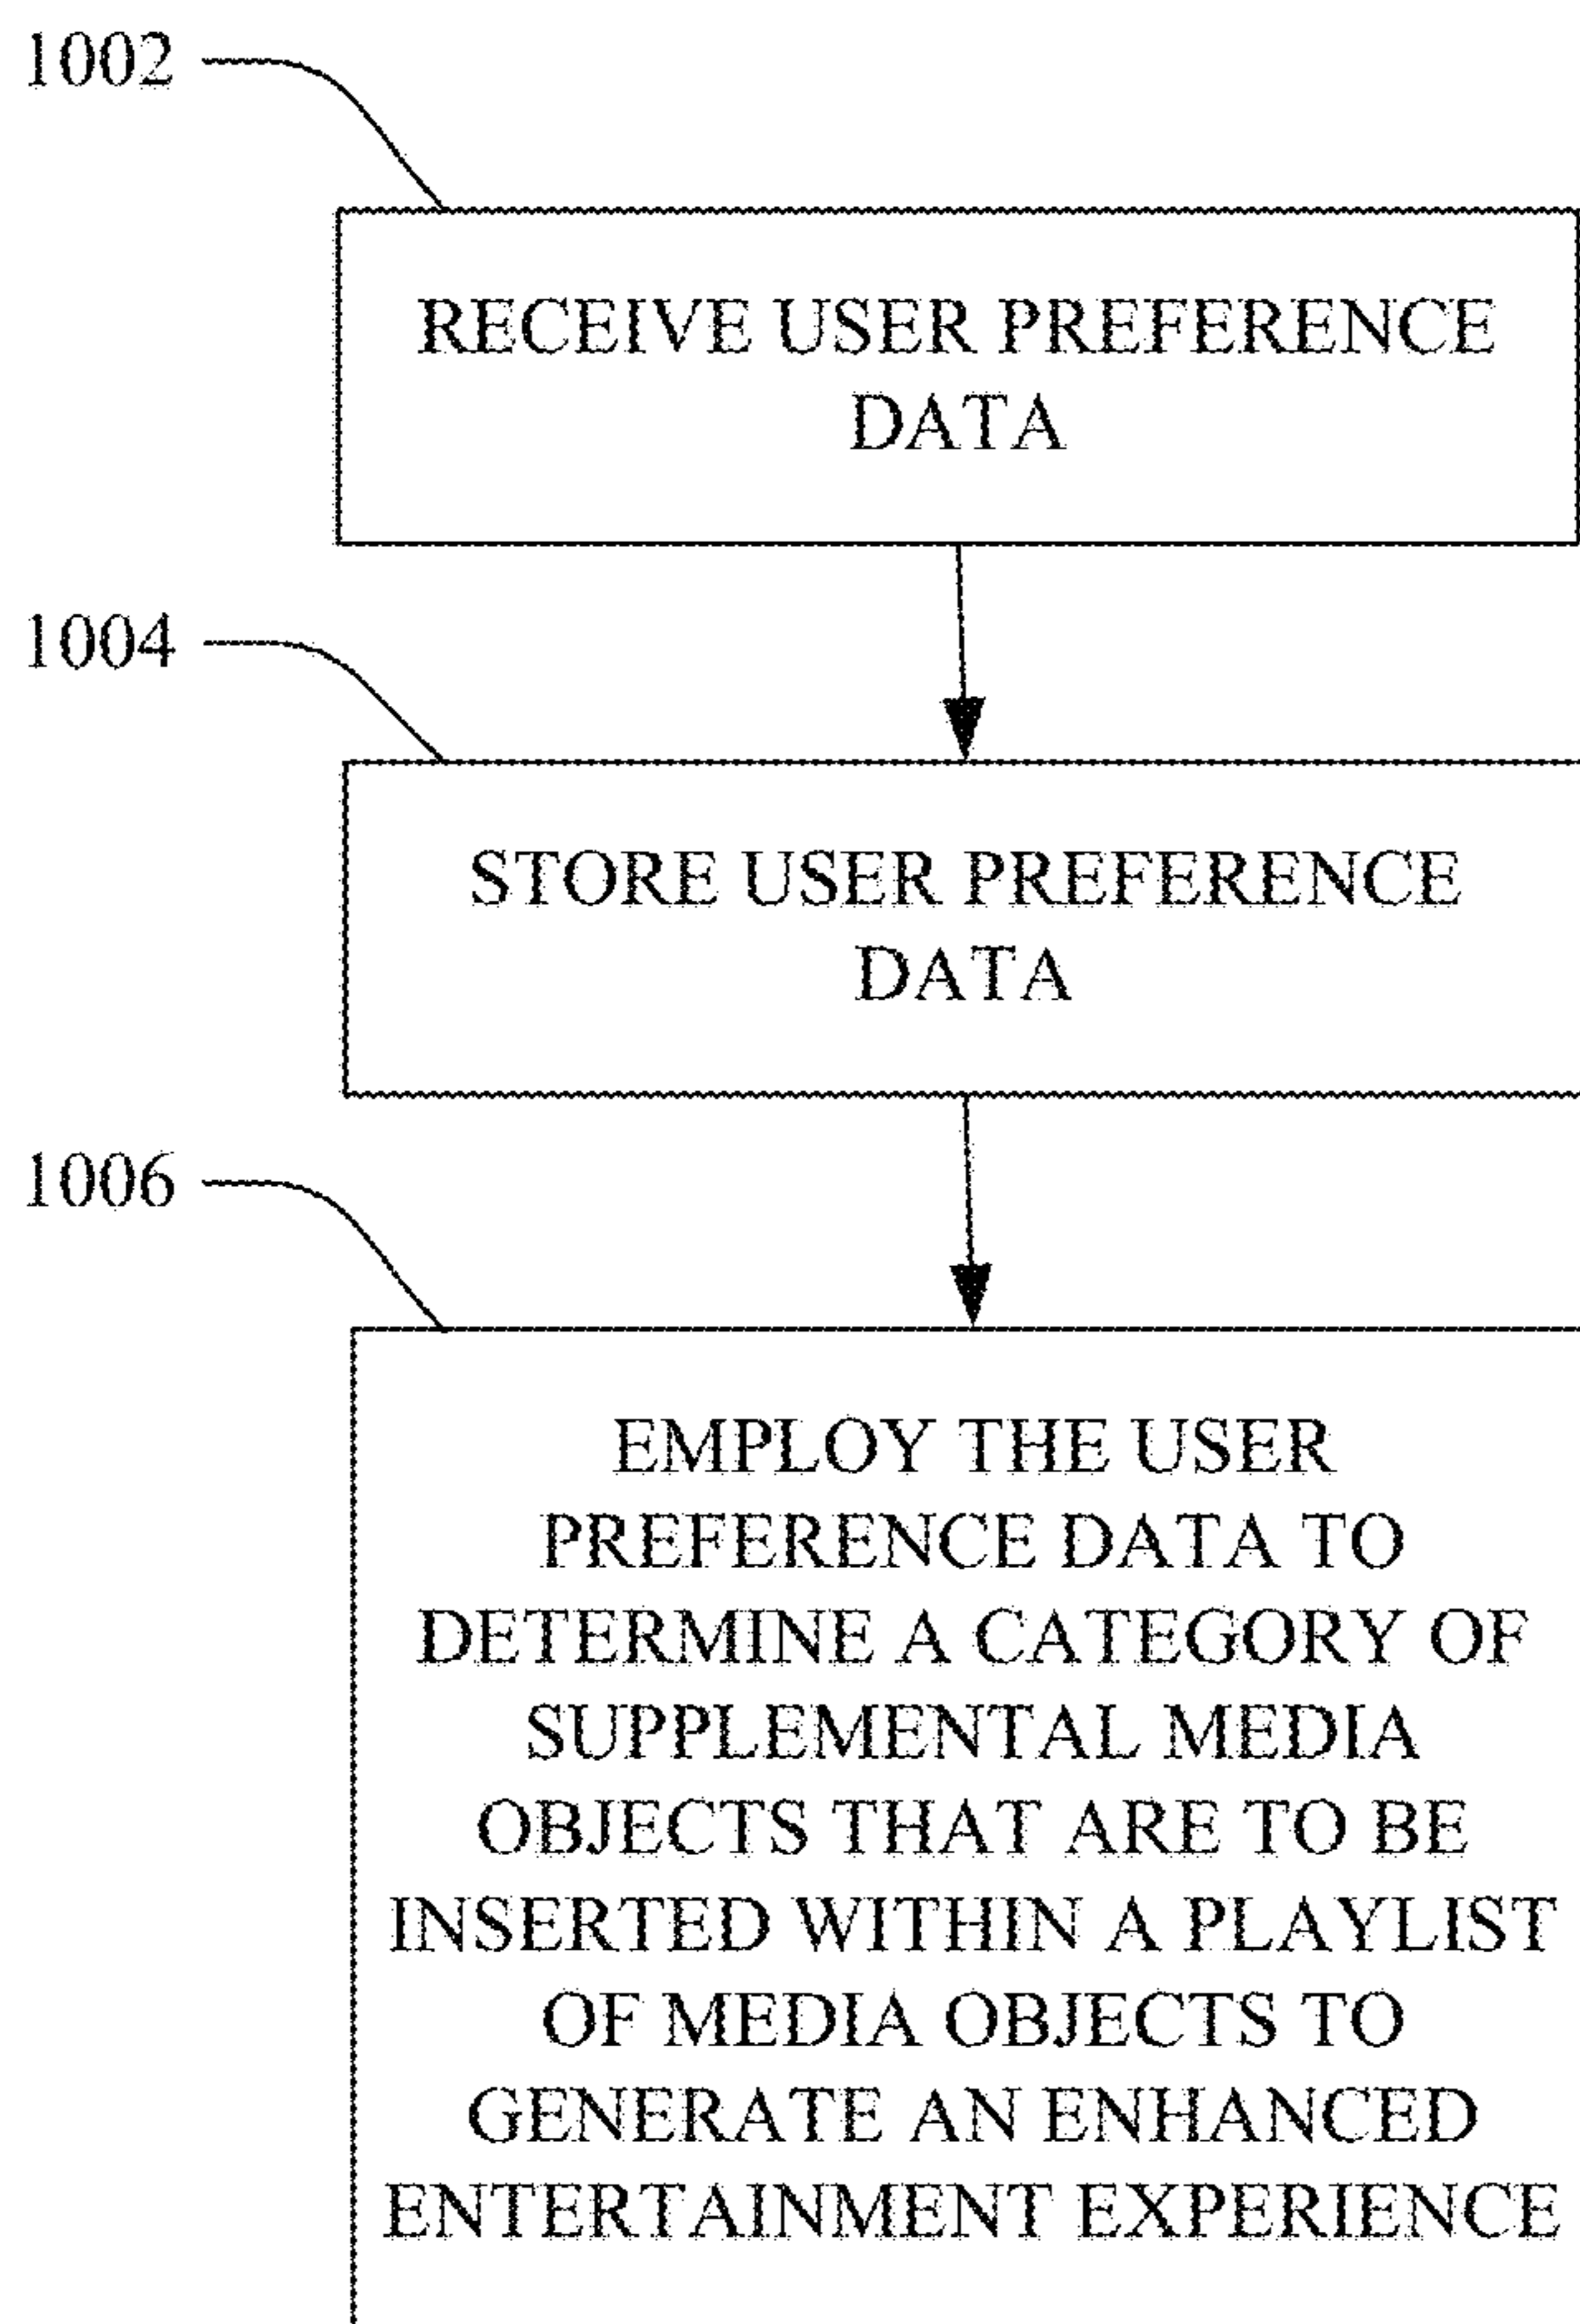 1002
RECEIVE USER PREFERENCE
DATA
1004
STORE USER PREFERENCE
DATA
1006
EMPLOY THE USER
PREFERENCE DATA TO
DETERMINE A CATEGORY OF
SUPPLEMENTAL MEDIA
OBJECTS THAT ARE TO BE
INSERTED WITHIN A PLAYLIST
OF MEDIA OBJECTS TO
GENERATE AN ENHANCED
ENTERTAINMENT EXPERIENCE